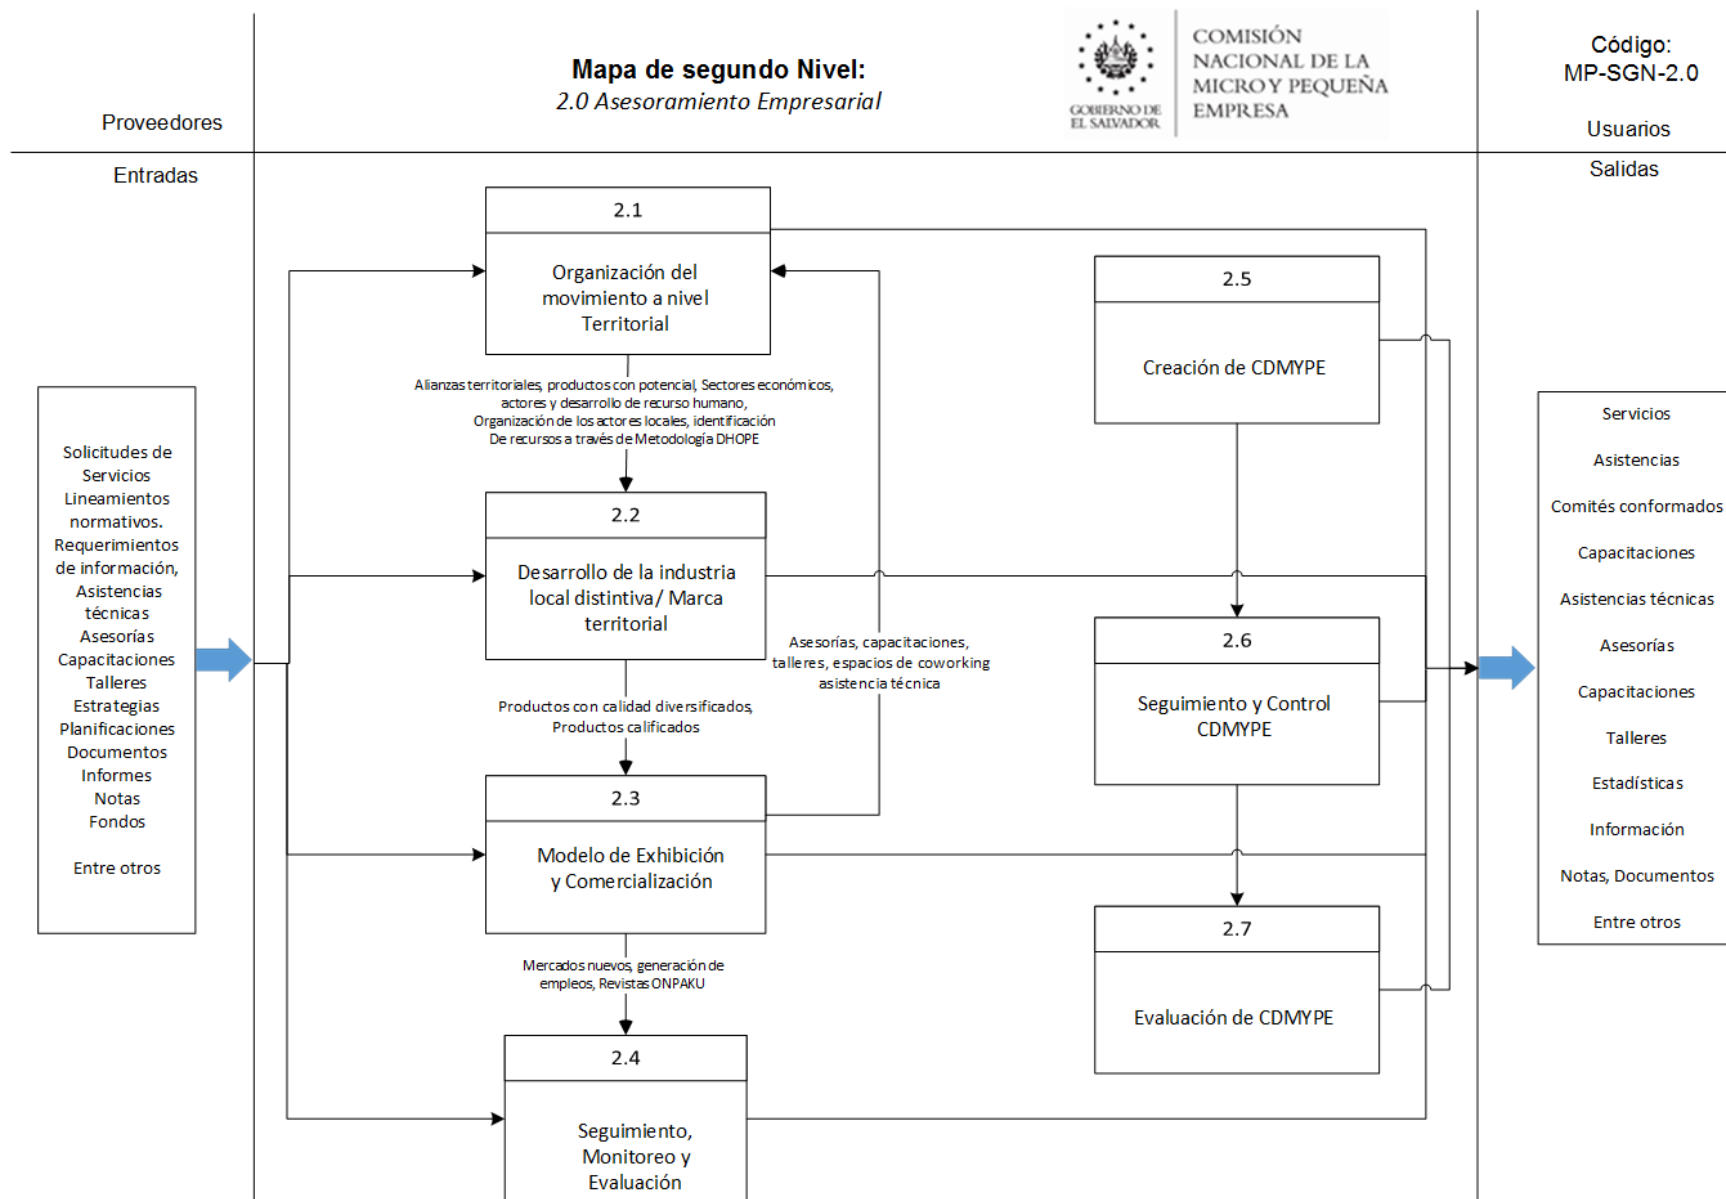 Mapa de segundo Nivel:
2.0 Asesoramiento Empresarial
GOBIERNO DE
EL SALVADOR
COMISIÓN
NACIONAL DE LA
MICRO Y PEQUEÑA
EMPRESA
Código:
MP-SGN-2.0
Proveedores
Usuarios
Entradas
Salidas
Solicitudes de
Servicios
Lineamientos
normativos.
Requerimientos
de información,
Asistencias
técnicas
Asesorías
Capacitaciones
Talleres
Estrategias
Planificaciones
Documentos
Informes
Notas
Fondos
Entre otros
2.1
Organización del
movimiento a nivel
Territorial
Alianzas territoriales, productos con potencial, Sectores económicos,
actores y desarrollo de recurso humano,
Organización de los actores locales, identificación
De recursos a través de Metodología DHOPE
2.2
Desarrollo de la industria
local distintiva/ Marca
territorial
Productos con calidad diversificados,
Productos calificados
2.3
Modelo de Exhibición
y Comercialización
Mercados nuevos, generación de
empleos, Revistas ONPAKU
2.4
Seguimiento,
Monitoreo y
Evaluación
Asesorías, capacitaciones,
talleres, espacios de coworking
asistencia técnica
2.5
Creación de CDMYPE
2.6
Seguimiento y Control
CDMYPE
2.7
Evaluación de CDMYPE
Servicios
Asistencias
Comités conformados
Capacitaciones
Asistencias técnicas
Asesorías
Capacitaciones
Talleres
Estadísticas
Información
Notas, Documentos
Entre otros